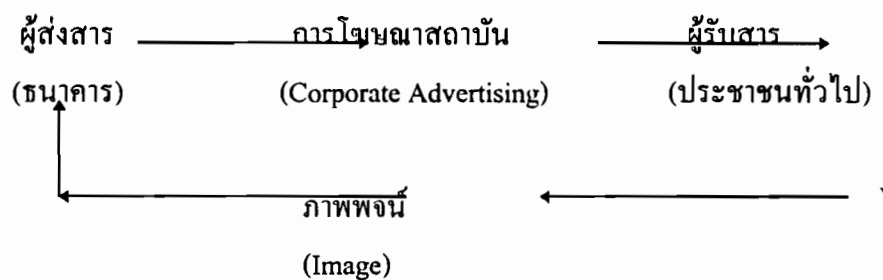 ผู้ส่งสาร การโฆษณาสถาบัน ผู้รับสาร
(ธนาคาร) (Corporate Advertising) (ประชาชนทั่วไป)
ภาพพจน์
(Image)